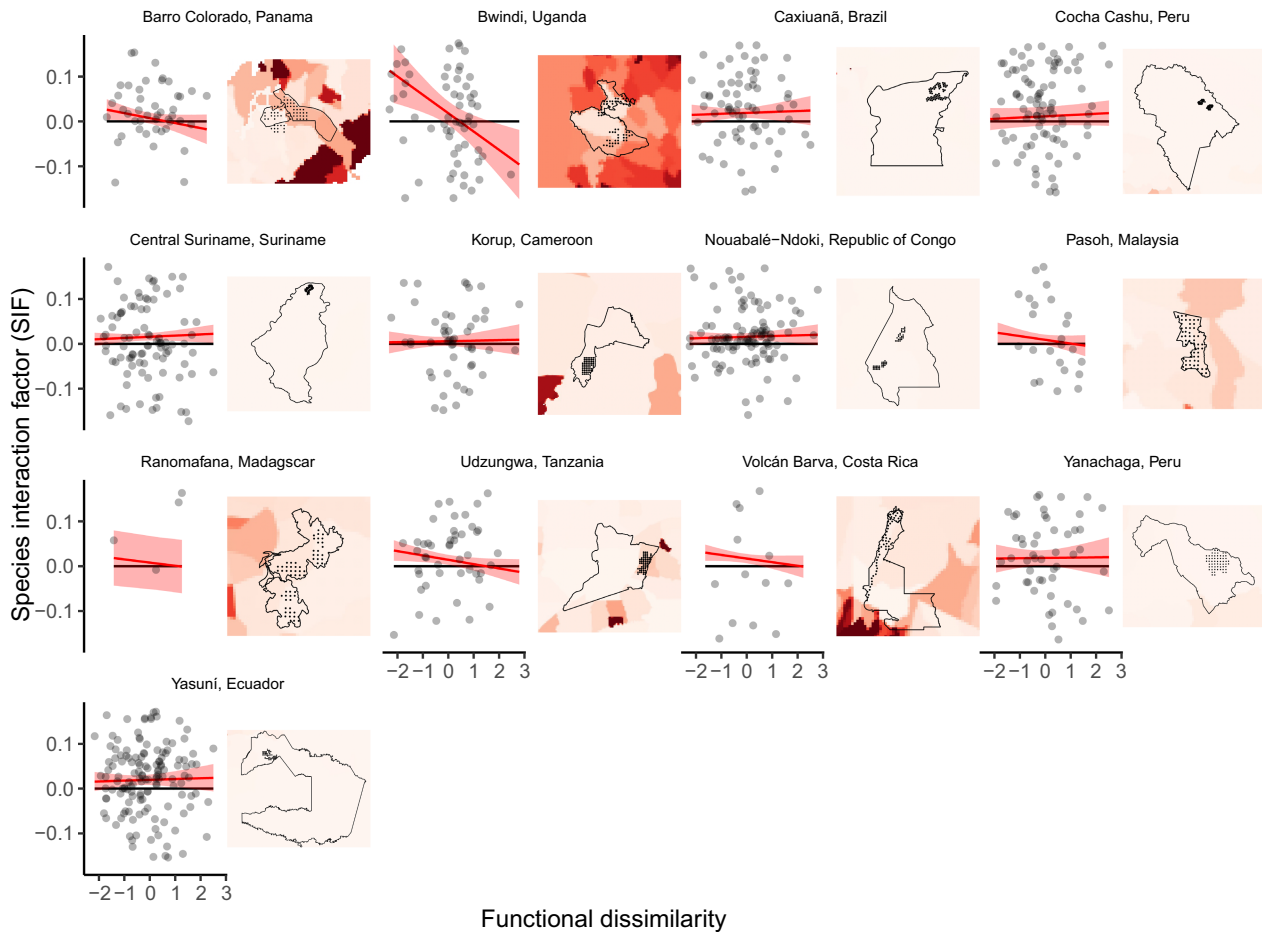 Barro Colorado, Panama
Bwindi, Uganda
Caxiuanã, Brazil
Cocha Cashu, Peru
0.1
0.0
−0.1
Central Suriname, Suriname
Korup, Cameroon
Nouabalé−Ndoki, Republic of Congo
Pasoh, Malaysia
0.1
0.0
−0.1
Species interaction factor (SIF)
Ranomafana, Madagscar
Udzungwa, Tanzania
Volcán Barva, Costa Rica
Yanachaga, Peru
0.1
0.0
−0.1
−2 −1 0 1 2 3
−2 −1 0 1 2 3
−2 −1 0 1 2 3
Yasuní, Ecuador
0.1
0.0
−0.1
−2 −1 0 1 2 3
Functional dissimilarity